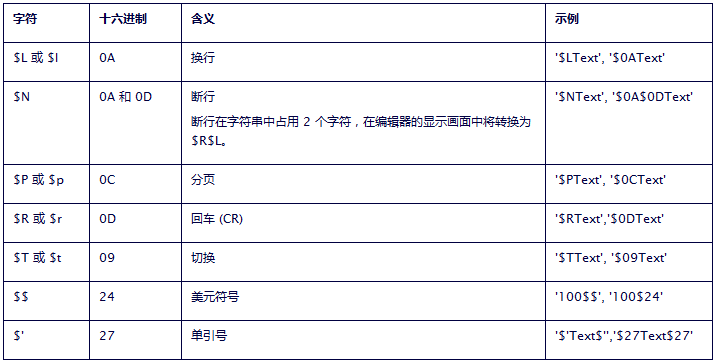 字符 十六进制 含义 示例
$L 或 $l 0A 换行 '$LText', '$0AText'
$N 0A 和 0D 断行 '$NText', '$0A$0DText'
断行在字符串中占用 2 个字符，在编辑器的显示画面中将转换为
$R$L。
$P 或 $p 0C 分页 '$PText', '$0CText'
$R 或 $r 0D 回车 (CR) '$RText','$0DText'
$T 或 $t 09 切换 '$TText', '$09Text'
$$ 24 美元符号 '100$$', '100$24'
$' 27 单引号 '$'Text$'','$27Text$27'